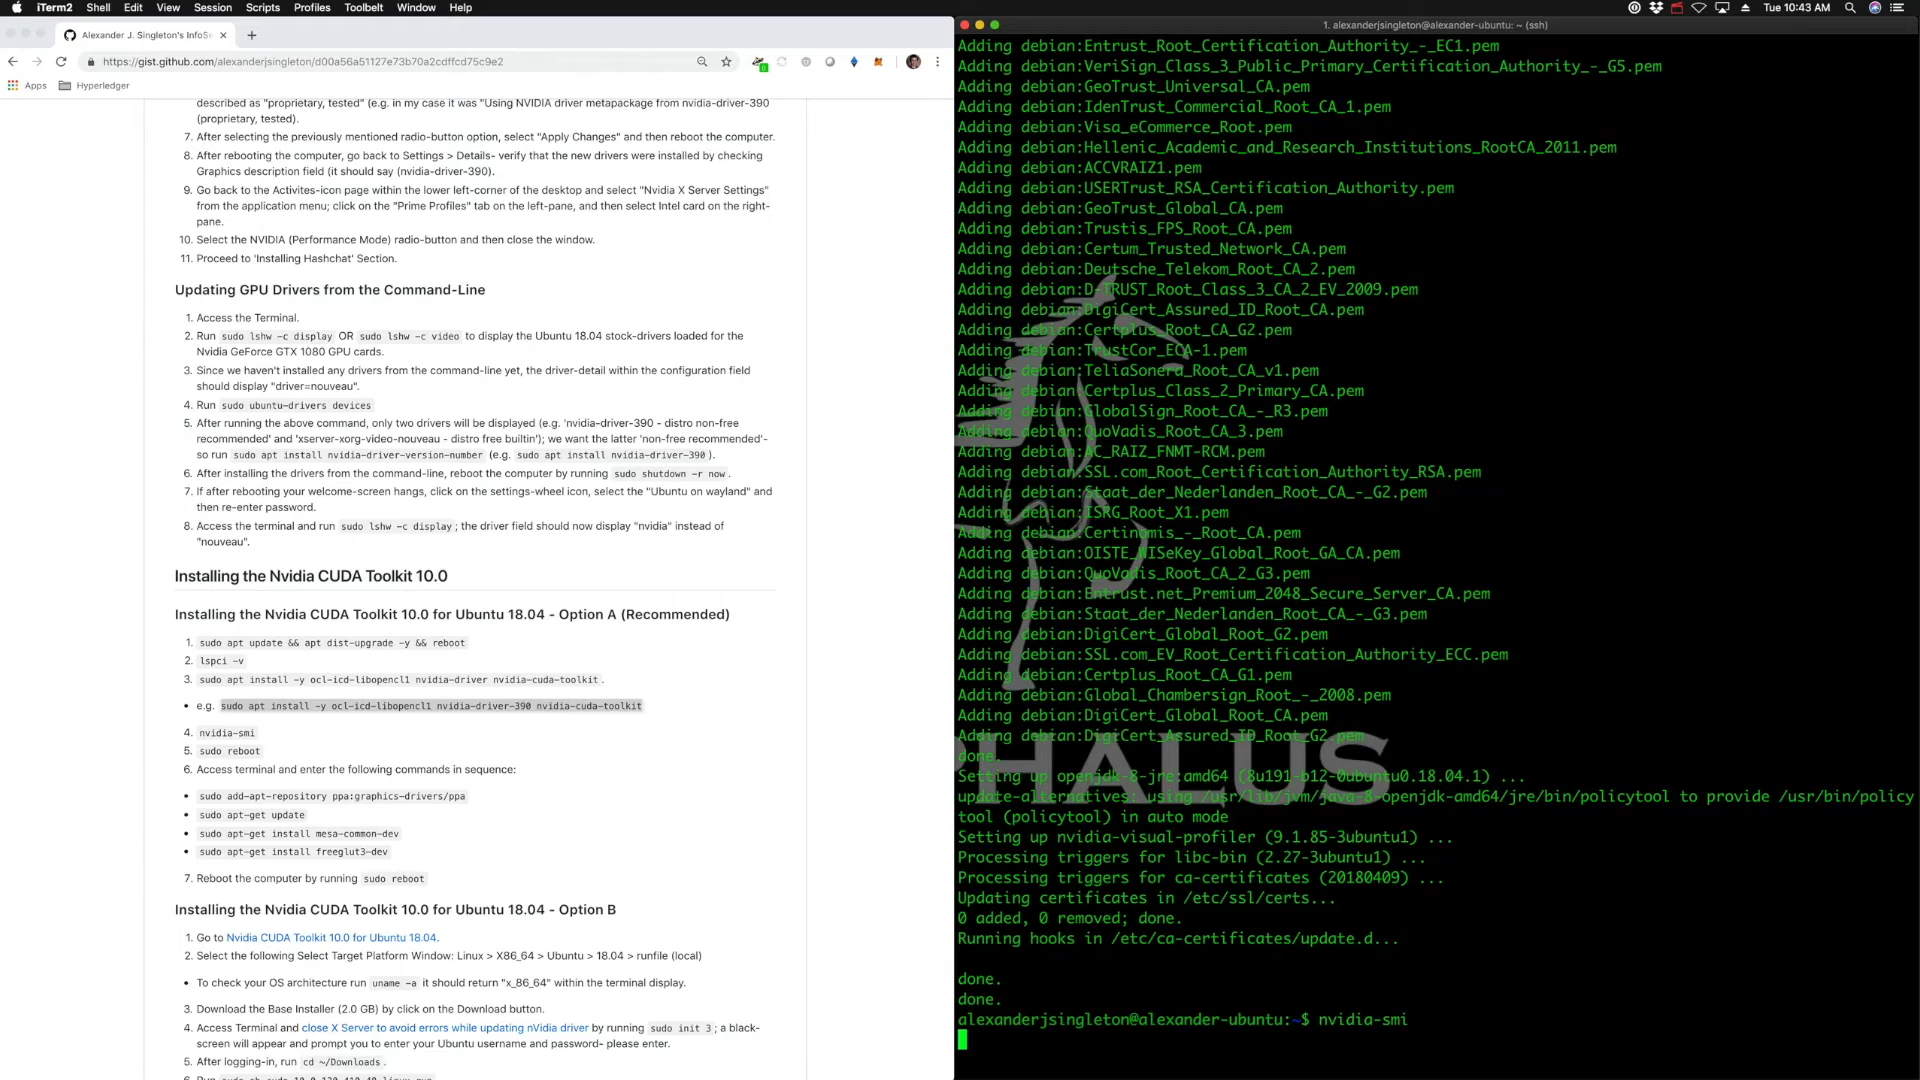 iTerm2 Shell Edit View Session Scripts Profiles Toolbelt Window Help
Tue 10:43 AM
Alexander J. Singleton's InfoSe
https://gist.github.com/alexanderjsingleton/d00a56a51127e73b70a2cdffcd75c9e2
Apps Hyperledger
described as "proprietary, tested" (e.g. in my case it was "Using NVIDIA driver metapackage from nvidia-driver-390
(proprietary, tested).
7. After selecting the previously mentioned radio-button option, select "Apply Changes" and then reboot the computer.
8. After rebooting the computer, go back to Settings > Details- verify that the new drivers were installed by checking
Graphics description field (it should say (nvidia-driver-390).
9. Go back to the Activites-icon page within the lower left-corner of the desktop and select "Nvidia X Server Settings"
from the application menu; click on the "Prime Profiles" tab on the left-pane, and then select Intel card on the right-
pane.
10. Select the NVIDIA (Performance Mode) radio-button and then close the window.
11. Proceed to 'Installing Hashchat' Section.
Updating GPU Drivers from the Command-Line
1. Access the Terminal.
2. Run sudo lshw -c display OR sudo lshw -c video to display the Ubuntu 18.04 stock-drivers loaded for the
Nvidia GeForce GTX 1080 GPU cards.
3. Since we haven't installed any drivers from the command-line yet, the driver-detail within the configuration field
should display "driver=nouveau".
4. Run sudo ubuntu-drivers devices
5. After running the above command, only two drivers will be displayed (e.g. 'nvidia-driver-390 - distro non-free
recommended' and 'xserver-xorg-video-nouveau - distro free builtin'); we want the latter 'non-free recommended'-
so run sudo apt install nvidia-driver-version-number (e.g. sudo apt install nvidia-driver-390 ).
6. After installing the drivers from the command-line, reboot the computer by running sudo shutdown -r now .
7. If after rebooting your welcome-screen hangs, click on the settings-wheel icon, select the "Ubuntu on wayland" and
then re-enter password.
8. Access the terminal and run sudo lshw -c display ; the driver field should now display "nvidia" instead of
"nouveau".
Installing the Nvidia CUDA Toolkit 10.0
Installing the Nvidia CUDA Toolkit 10.0 for Ubuntu 18.04 - Option A (Recommended)
1. sudo apt update && apt dist-upgrade -y && reboot
2. lspci -v
3. sudo apt install -y ocl-icd-libopencl1 nvidia-driver nvidia-cuda-toolkit .
• e.g. sudo apt install -y ocl-icd-libopencl1 nvidia-driver-390 nvidia-cuda-toolkit
4. nvidia-smi
5. sudo reboot
6. Access terminal and enter the following commands in sequence:
• sudo add-apt-repository ppa:graphics-drivers/ppa
• sudo apt-get update
• sudo apt-get install mesa-common-dev
• sudo apt-get install freeglut3-dev
7. Reboot the computer by running sudo reboot
Installing the Nvidia CUDA Toolkit 10.0 for Ubuntu 18.04 - Option B
1. Go to Nvidia CUDA Toolkit 10.0 for Ubuntu 18.04.
2. Select the following Select Target Platform Window: Linux > X86_64 > Ubuntu > 18.04 > runfile (local)
• To check your OS architecture run uname -a it should return "x_86_64" within the terminal display.
3. Download the Base Installer (2.0 GB) by click on the Download button.
4. Access Terminal and close X Server to avoid errors while updating nVidia driver by running sudo init 3 ; a black-
screen will appear and prompt you to enter your Ubuntu username and password- please enter.
5. After logging-in, run cd ~/Downloads .
1. alexanderjsingleton@alexander-ubuntu: ~ (ssh)
Adding debian:Entrust_Root_Certification_Authority_-_EC1.pem
Adding debian:VeriSign_Class_3_Public_Primary_Certification_Authority_-_G5.pem
Adding debian:GeoTrust_Universal_CA.pem
Adding debian:IdenTrust_Commercial_Root_CA_1.pem
Adding debian:Visa_eCommerce_Root.pem
Adding debian:Hellenic_Academic_and_Research_Institutions_RootCA_2011.pem
Adding debian:ACCVRAIZ1.pem
Adding debian:USERTrust_RSA_Certification_Authority.pem
Adding debian:GeoTrust_Global_CA.pem
Adding debian:Trustis_FPS_Root_CA.pem
Adding debian:Certum_Trusted_Network_CA.pem
Adding debian:Deutsche_Telekom_Root_CA_2.pem
Adding debian:D-TRUST_Root_Class_3_CA_2_EV_2009.pem
Adding debian:DigiCert_Assured_ID_Root_CA.pem
Adding debian:Certplus_Root_CA_G2.pem
Adding debian:TrustCor_ECA-1.pem
Adding debian:TeliaSonera_Root_CA_v1.pem
Adding debian:Certplus_Class_2_Primary_CA.pem
Adding debian:GlobalSign_Root_CA_-_R3.pem
Adding debian:QuoVadis_Root_CA_3.pem
Adding debian:AC_RAIZ_FNMT-RCM.pem
Adding debian:SSL.com_Root_Certification_Authority_RSA.pem
Adding debian:Staat_der_Nederlanden_Root_CA_-_G2.pem
Adding debian:ISRG_Root_X1.pem
Adding debian:Certinomis_-_Root_CA.pem
Adding debian:OISTE_WISeKey_Global_Root_GA_CA.pem
Adding debian:QuoVadis_Root_CA_2_G3.pem
Adding debian:Entrust.net_Premium_2048_Secure_Server_CA.pem
Adding debian:Staat_der_Nederlanden_Root_CA_-_G3.pem
Adding debian:DigiCert_Global_Root_G2.pem
Adding debian:SSL.com_EV_Root_Certification_Authority_ECC.pem
Adding debian:Certplus_Root_CA_G1.pem
Adding debian:Global_Chambersign_Root_-_2008.pem
Adding debian:DigiCert_Global_Root_CA.pem
Adding debian:DigiCert_Assured_ID_Root_G2.pem
done.
PHALUS
Setting up openjdk-8-jre:amd64 (8u191-b12-0ubuntu0.18.04.1) ...
update-alternatives: using /usr/lib/jvm/java-8-openjdk-amd64/jre/bin/policytool to provide /usr/bin/policy
tool (policytool) in auto mode
Setting up nvidia-visual-profiler (9.1.85-3ubuntu1) ...
Processing triggers for libc-bin (2.27-3ubuntu1) ...
Processing triggers for ca-certificates (20180409) ...
Updating certificates in /etc/ssl/certs...
0 added, 0 removed; done.
Running hooks in /etc/ca-certificates/update.d...
done.
done.
alexanderjsingleton@alexander-ubuntu:~$ nvidia-smi